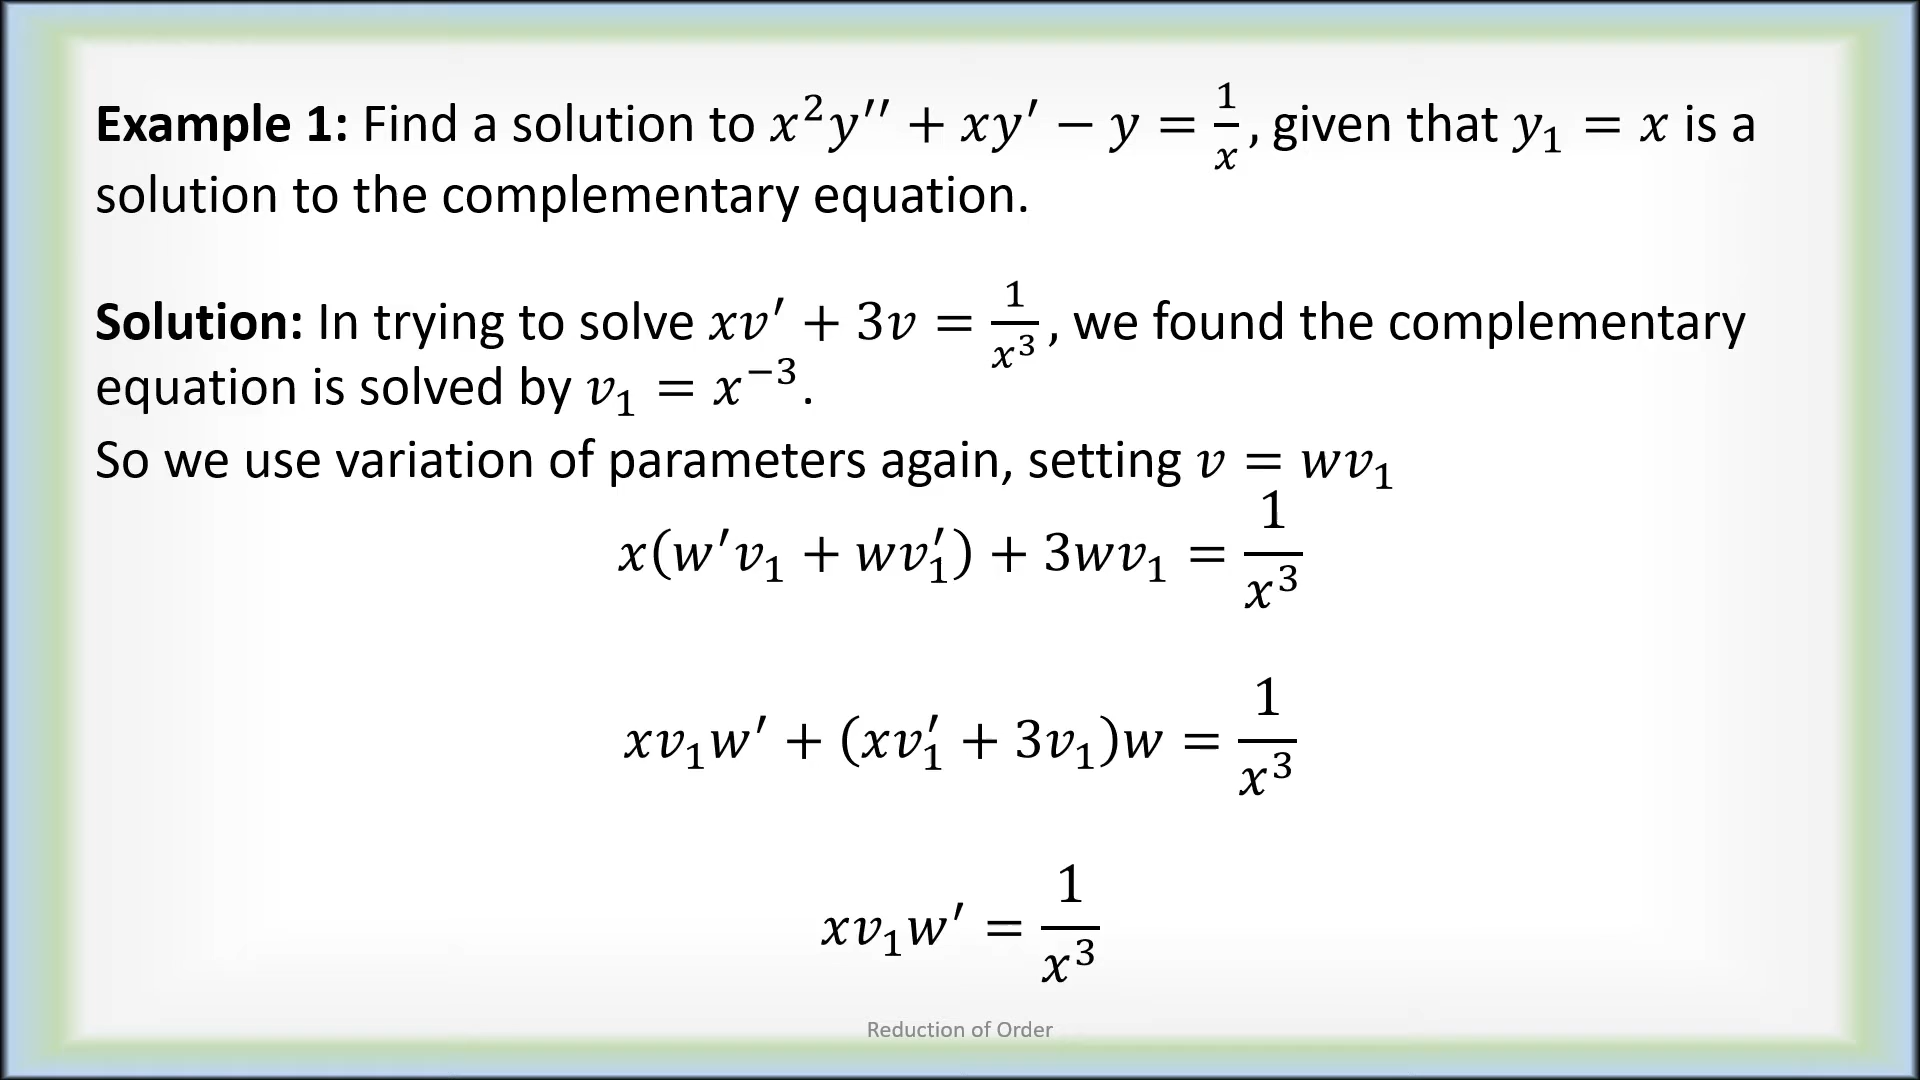 Example 1: Find a solution to x²y′′ + xy′ − y = 1/x, given that y₁ = x is a
solution to the complementary equation.
Solution: In trying to solve xv′ + 3v = 1/x³, we found the complementary
equation is solved by v₁ = x⁻³.
So we use variation of parameters again, setting v = wv₁
x(w′v₁ + wv₁′) + 3wv₁ = 1/x³
xv₁w′ + (xv₁′ + 3v₁)w = 1/x³
xv₁w′ = 1/x³
Reduction of Order